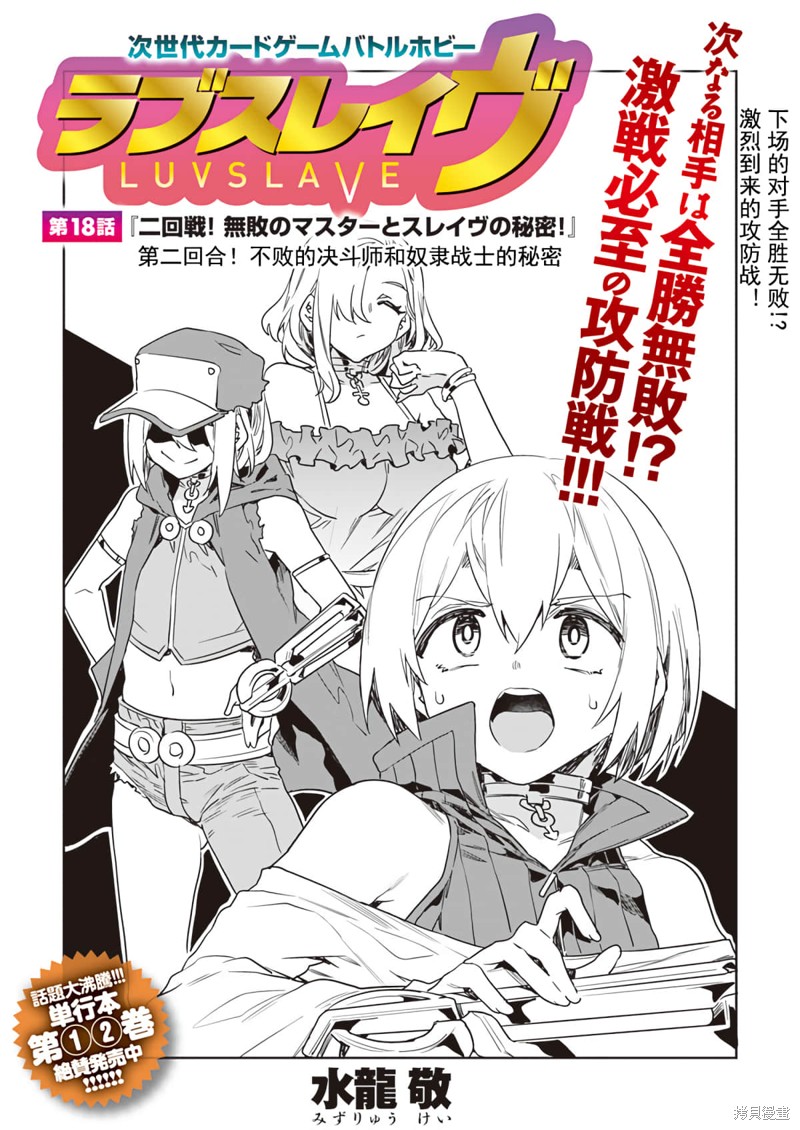 次世代カードゲームバトルホビー
ラブスレイヴ
LUVSLAVE
第18話
『二回戦! 無敗のマスターとスレイヴの秘密!』
第二回合! 不败的决斗师和奴隶战士的秘密
次なる相手は全勝無敗!?
激戦必至の攻防戦!!!
下场的对手全胜无败!?
激烈到来的攻防战!
話題大沸騰!!!
単行本
第①②巻
絶賛発売中
!!!!!!
水龍 敬
みずりゅう けい
拷貝漫畫